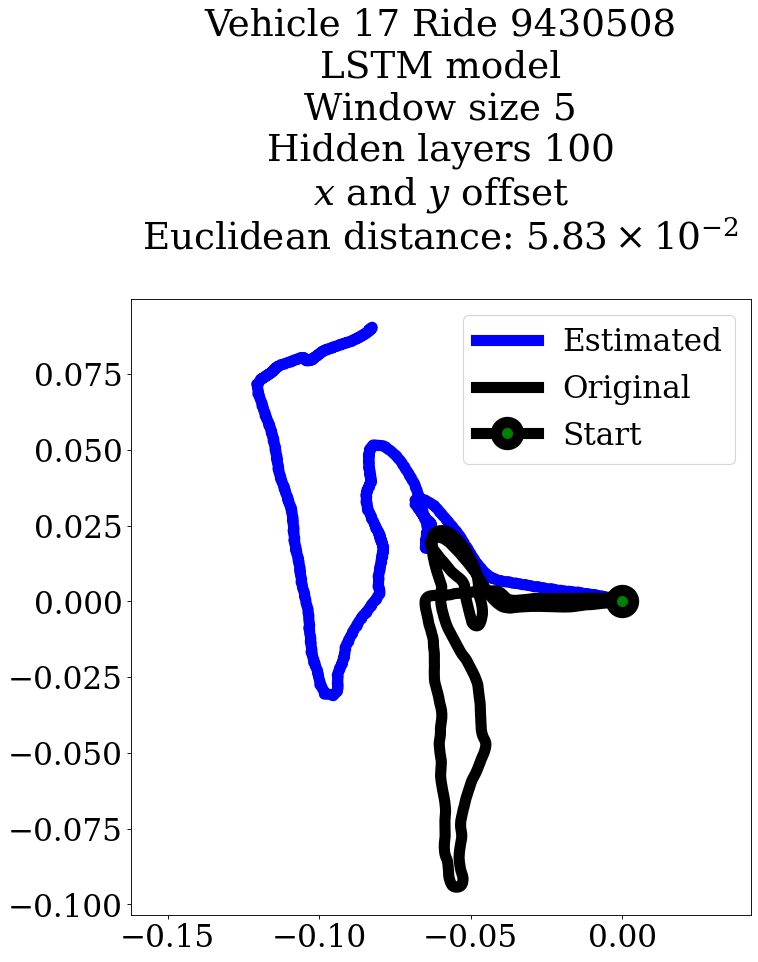 Vehicle 17 Ride 9430508
LSTM model
Window size 5
Hidden layers 100
x and y offset
Euclidean distance: 5.83 × 10⁻²
Estimated
Original
Start
0.075
0.050
0.025
0.000
−0.025
−0.050
−0.075
−0.100
−0.15 −0.10 −0.05 0.00